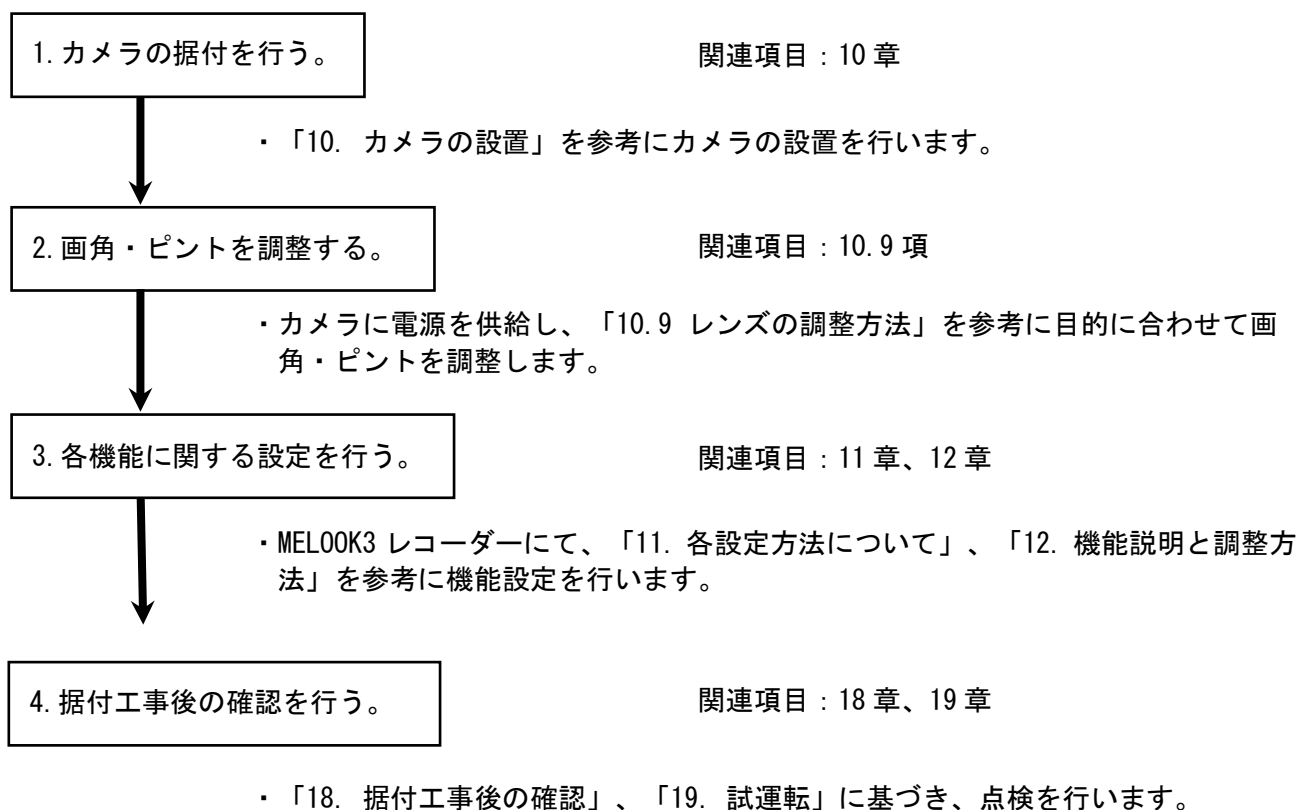 1.カメラの据付を行う。
関連項目：10章
・「10. カメラの設置」を参考にカメラの設置を行います。
2.画角・ピントを調整する。
関連項目：10.9項
・カメラに電源を供給し、「10.9 レンズの調整方法」を参考に目的に合わせて画
角・ピントを調整します。
3.各機能に関する設定を行う。
関連項目：11章、12章
・MELOOK3レコーダーにて、「11. 各設定方法について」、「12. 機能説明と調整方
法」を参考に機能設定を行います。
4.据付工事後の確認を行う。
関連項目：18章、19章
・「18. 据付工事後の確認」、「19. 試運転」に基づき、点検を行います。